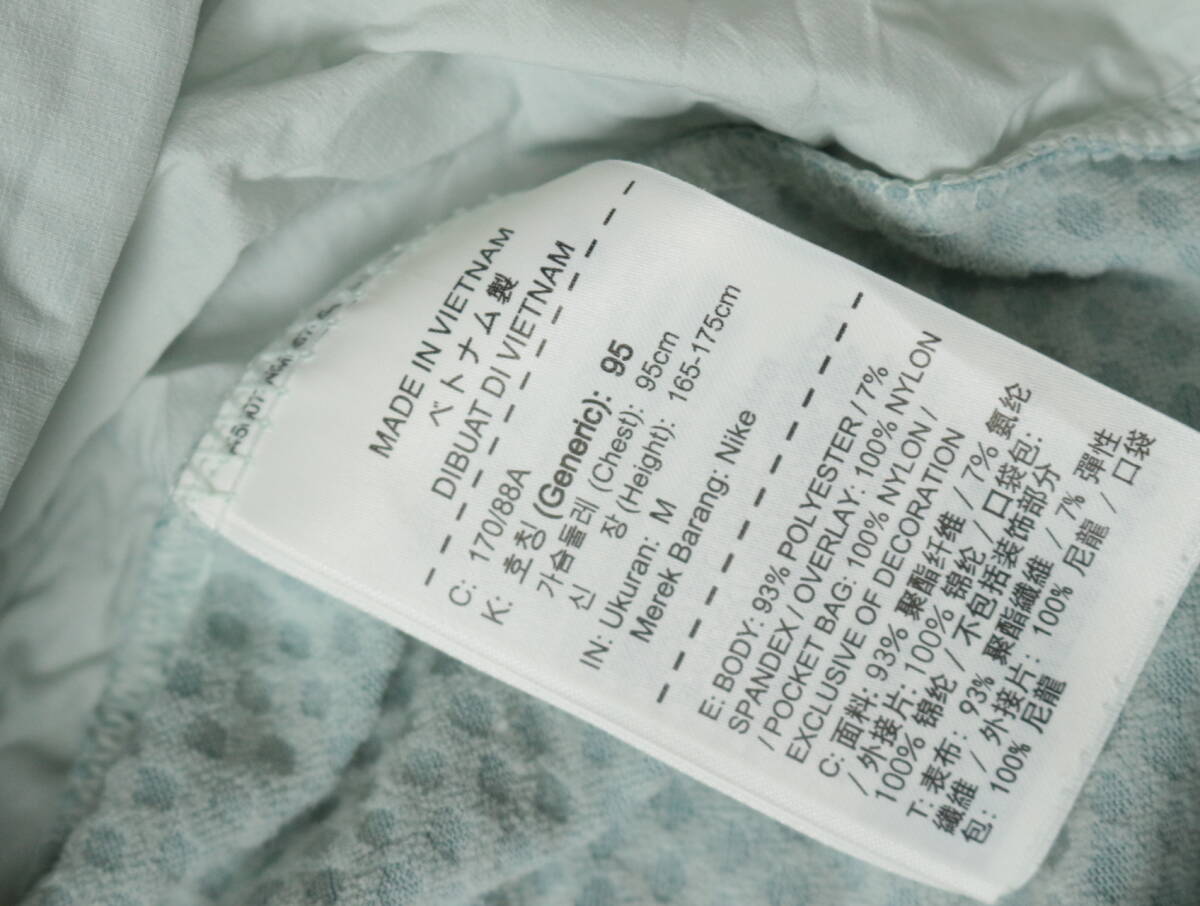 MADE IN VIETNAM
ベトナム製
DIBUAT DI VIETNAM
C: 170/88A
K: 호칭 (Generic): 95
가슴둘레 (Chest): 95cm
신 장 (Height): 165-175cm
IN: Ukuran: M
Merek Barang: Nike
E: BODY: 93% POLYESTER / 7%
SPANDEX / OVERLAY: 100% NYLON
/ POCKET BAG: 100% NYLON /
EXCLUSIVE OF DECORATION
C: 面料: 93% 聚酯纤维 / 7% 氨纶
/ 外接片: 100% 锦纶 / 口袋包:
100% 锦纶 / 不包括装饰部分
T: 表布: 93% 聚酯纖維 / 7% 彈性
纖維 / 外接片: 100% 尼龍 / 口袋
包: 100% 尼龍